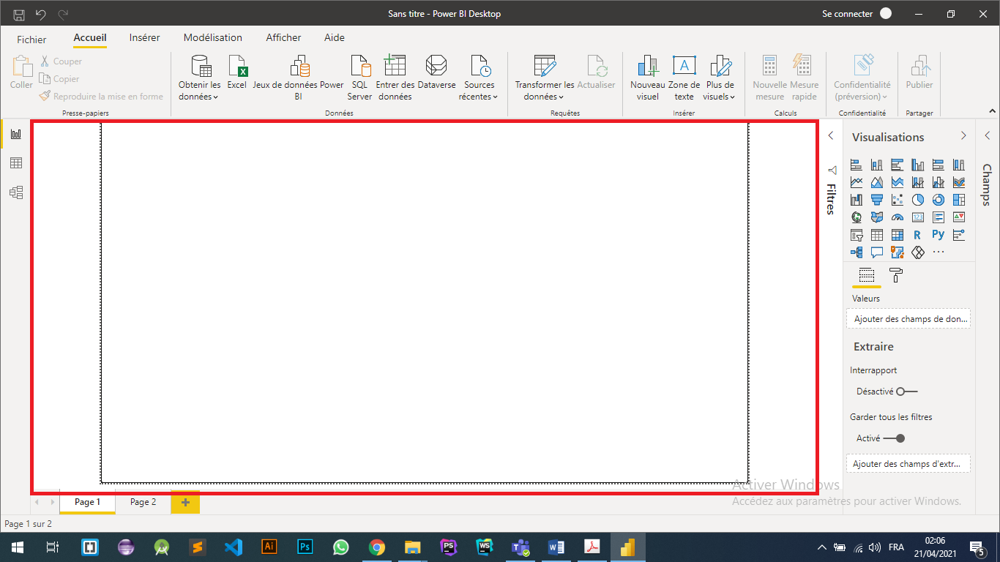 Sans titre - Power BI Desktop
Se connecter
Fichier Accueil Insérer Modélisation Afficher Aide
Coller
Couper
Copier
Reproduire la mise en forme
Presse-papiers
Obtenir les
données
Excel
Jeux de données Power
BI
SQL
Server
Entrer des
données
Dataverse
Sources
récentes
Données
Transformer les
données
Actualiser
Requêtes
Nouveau
visuel
Zone de
texte
Plus de
visuels
Insérer
Nouvelle
mesure
Mesure
rapide
Calculs
Confidentialité
(préversion)
Confidentialité
Publier
Partager
Filtres
Visualisations
123
R
Py
Valeurs
Ajouter des champs de don...
Extraire
Interrapport
Désactivé
Garder tous les filtres
Activé
Ajouter des champs d'extr...
Champs
Activer Windows
Accédez aux paramètres pour activer Windows.
Page 1 Page 2 +
Page 1 sur 2
Ai
Ps
PS
WS
FRA
02:06
21/04/2021
5